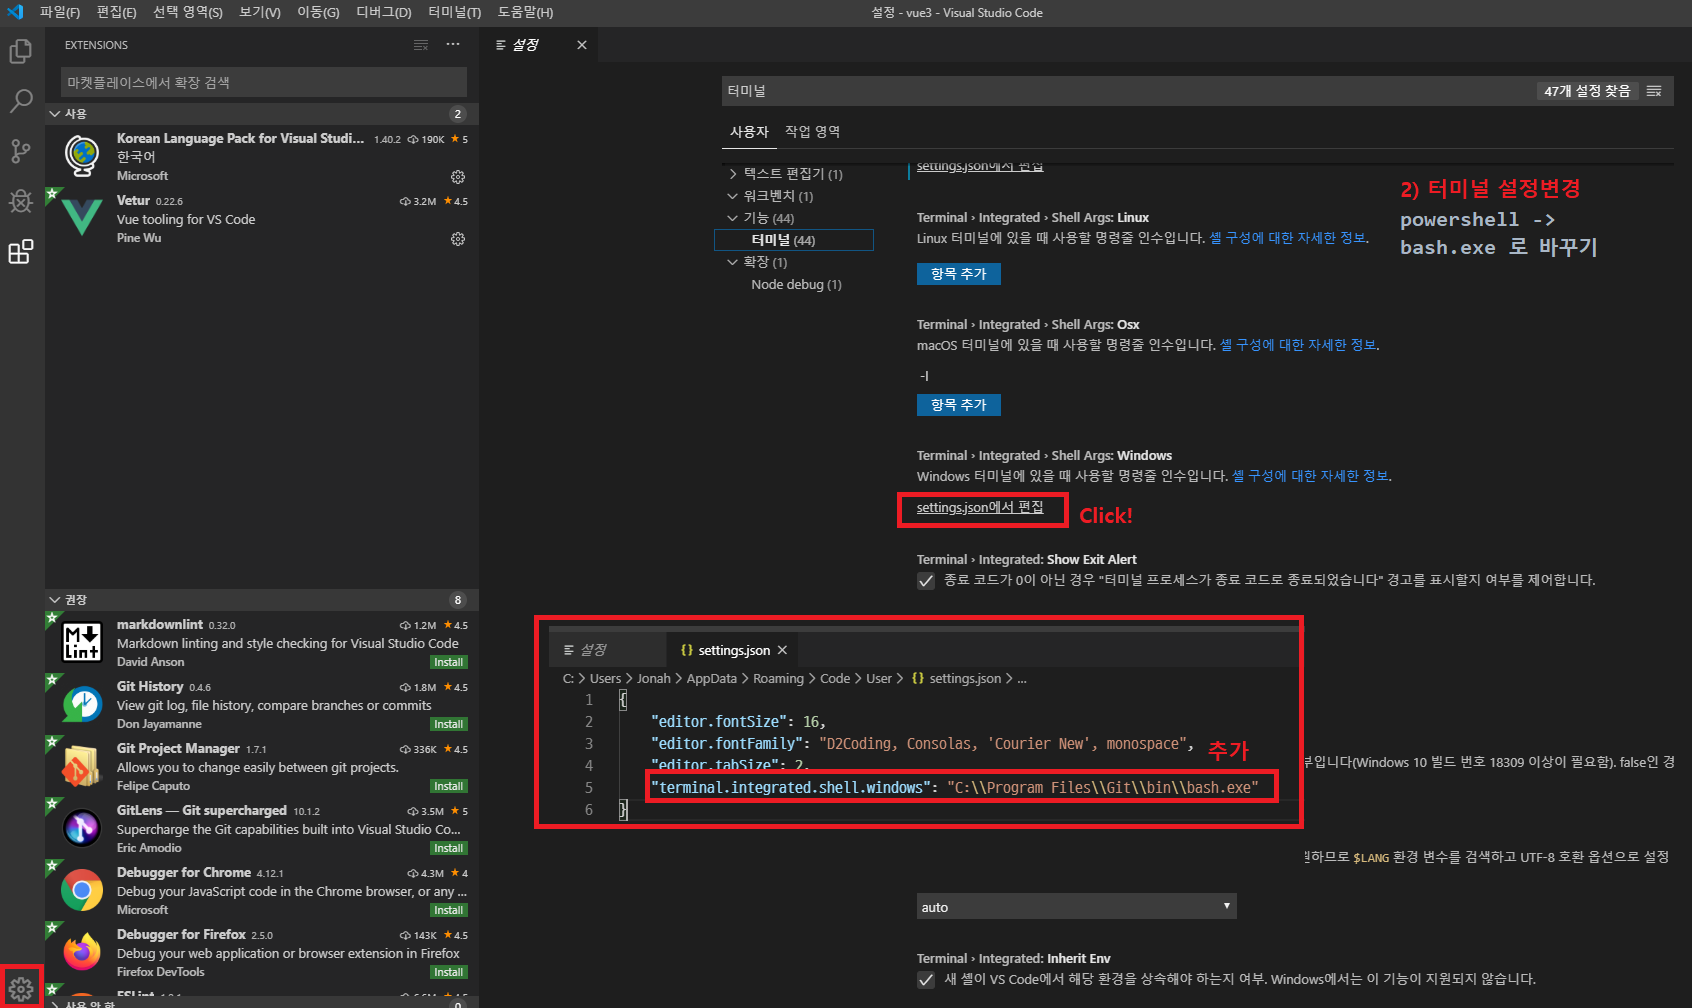 파일(F) 편집(E) 선택 영역(S) 보기(V) 이동(G) 디버그(D) 터미널(T) 도움말(H)
설정 - vue3 - Visual Studio Code
EXTENSIONS
마켓플레이스에서 확장 검색
사용 2
Korean Language Pack for Visual Studi... 1.40.2 190K 5
한국어
Microsoft
Vetur 0.22.6 3.2M 4.5
Vue tooling for VS Code
Pine Wu
권장 8
markdownlint 0.32.0 1.2M 4.5
Markdown linting and style checking for Visual Studio Code
David Anson Install
Git History 0.4.6 1.8M 4.5
View git log, file history, compare branches or commits
Don Jayamanne Install
Git Project Manager 1.7.1 336K 4.5
Allows you to change easily between git projects.
Felipe Caputo Install
GitLens — Git supercharged 10.1.2 3.5M 5
Supercharge the Git capabilities built into Visual Studio Co...
Eric Amodio Install
Debugger for Chrome 4.12.1 4.3M 4
Debug your JavaScript code in the Chrome browser, or any ...
Microsoft Install
Debugger for Firefox 2.5.0 143K 4.5
Debug your web application or browser extension in Firefox
Firefox DevTools Install
ESLint
사용 안 함 0
M Lint
설정
터미널 47개 설정 찾음
사용자 작업 영역
텍스트 편집기 (1)
워크벤치 (1)
기능 (44)
터미널 (44)
확장 (1)
Node debug (1)
settings.json에서 편집
2) 터미널 설정변경
powershell ->
bash.exe 로 바꾸기
Terminal › Integrated › Shell Args: Linux
Linux 터미널에 있을 때 사용할 명령줄 인수입니다. 셸 구성에 대한 자세한 정보.
항목 추가
Terminal › Integrated › Shell Args: Osx
macOS 터미널에 있을 때 사용할 명령줄 인수입니다. 셸 구성에 대한 자세한 정보.
-l
항목 추가
Terminal › Integrated › Shell Args: Windows
Windows 터미널에 있을 때 사용할 명령줄 인수입니다. 셸 구성에 대한 자세한 정보.
settings.json에서 편집 Click!
Terminal › Integrated: Show Exit Alert
종료 코드가 0이 아닌 경우 "터미널 프로세스가 종료 코드로 종료되었습니다" 경고를 표시할지 여부를 제어합니다.
설정 {} settings.json
C: > Users > Jonah > AppData > Roaming > Code > User > {} settings.json > ...
1 {
2 "editor.fontSize": 16,
3 "editor.fontFamily": "D2Coding, Consolas, 'Courier New', monospace", 추가
4 "editor.tabSize": 2,
5 "terminal.integrated.shell.windows": "C:\\Program Files\\Git\\bin\\bash.exe"
6 }
부입니다(Windows 10 빌드 번호 18309 이상이 필요함). false인 경
하므로 $LANG 환경 변수를 검색하고 UTF-8 호환 옵션으로 설정
auto
Terminal › Integrated: Inherit Env
새 셸이 VS Code에서 해당 환경을 상속해야 하는지 여부. Windows에서는 이 기능이 지원되지 않습니다.